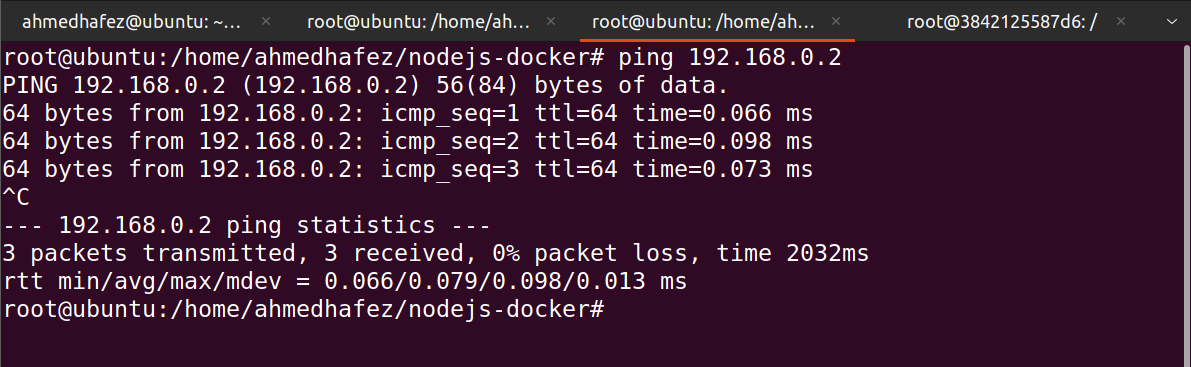 ahmedhafez@ubuntu: ~... × root@ubuntu: /home/ah... × root@ubuntu: /home/ah... × root@3842125587d6: / ×
root@ubuntu:/home/ahmedhafez/nodejs-docker# ping 192.168.0.2
PING 192.168.0.2 (192.168.0.2) 56(84) bytes of data.
64 bytes from 192.168.0.2: icmp_seq=1 ttl=64 time=0.066 ms
64 bytes from 192.168.0.2: icmp_seq=2 ttl=64 time=0.098 ms
64 bytes from 192.168.0.2: icmp_seq=3 ttl=64 time=0.073 ms
^C
--- 192.168.0.2 ping statistics ---
3 packets transmitted, 3 received, 0% packet loss, time 2032ms
rtt min/avg/max/mdev = 0.066/0.079/0.098/0.013 ms
root@ubuntu:/home/ahmedhafez/nodejs-docker#